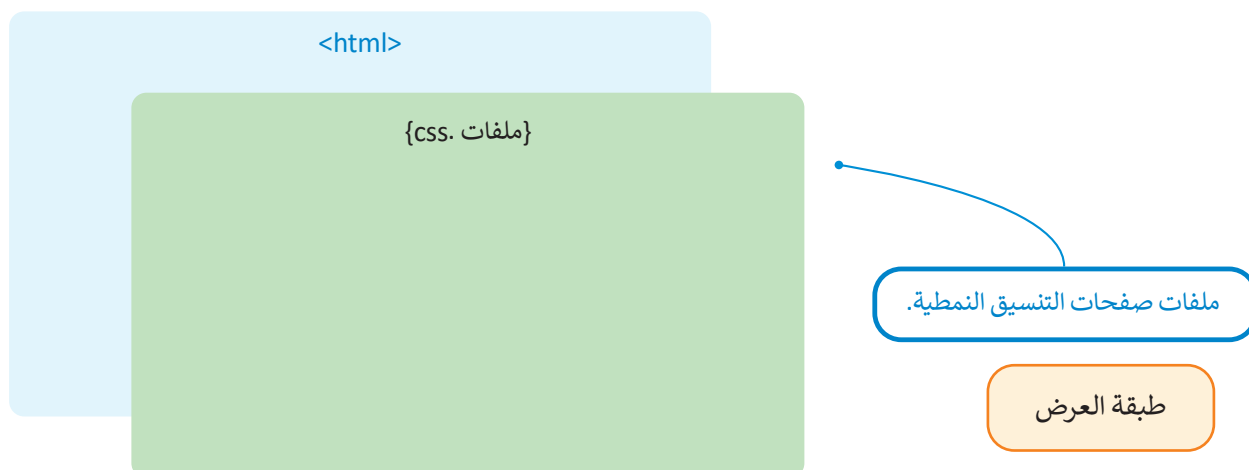 <html>
{ملفات .css}
ملفات صفحات التنسيق النمطية.
طبقة العرض